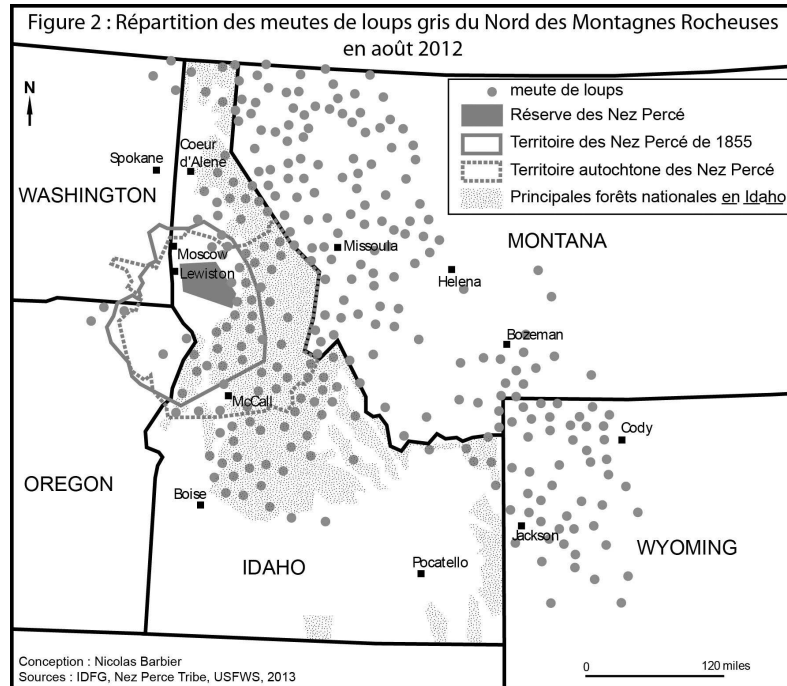 Figure 2 : Répartition des meutes de loups gris du Nord des Montagnes Rocheuses
en août 2012
N
meute de loups
Réserve des Nez Percé
Territoire des Nez Percé de 1855
Territoire autochtone des Nez Percé
Principales forêts nationales en Idaho
Spokane
Coeur
d'Alene
WASHINGTON
Moscow
Lewiston
Missoula
MONTANA
Helena
Bozeman
McCall
Cody
OREGON
Boise
Jackson
WYOMING
IDAHO
Pocatello
Conception : Nicolas Barbier
Sources : IDFG, Nez Perce Tribe, USFWS, 2013
0 120 miles